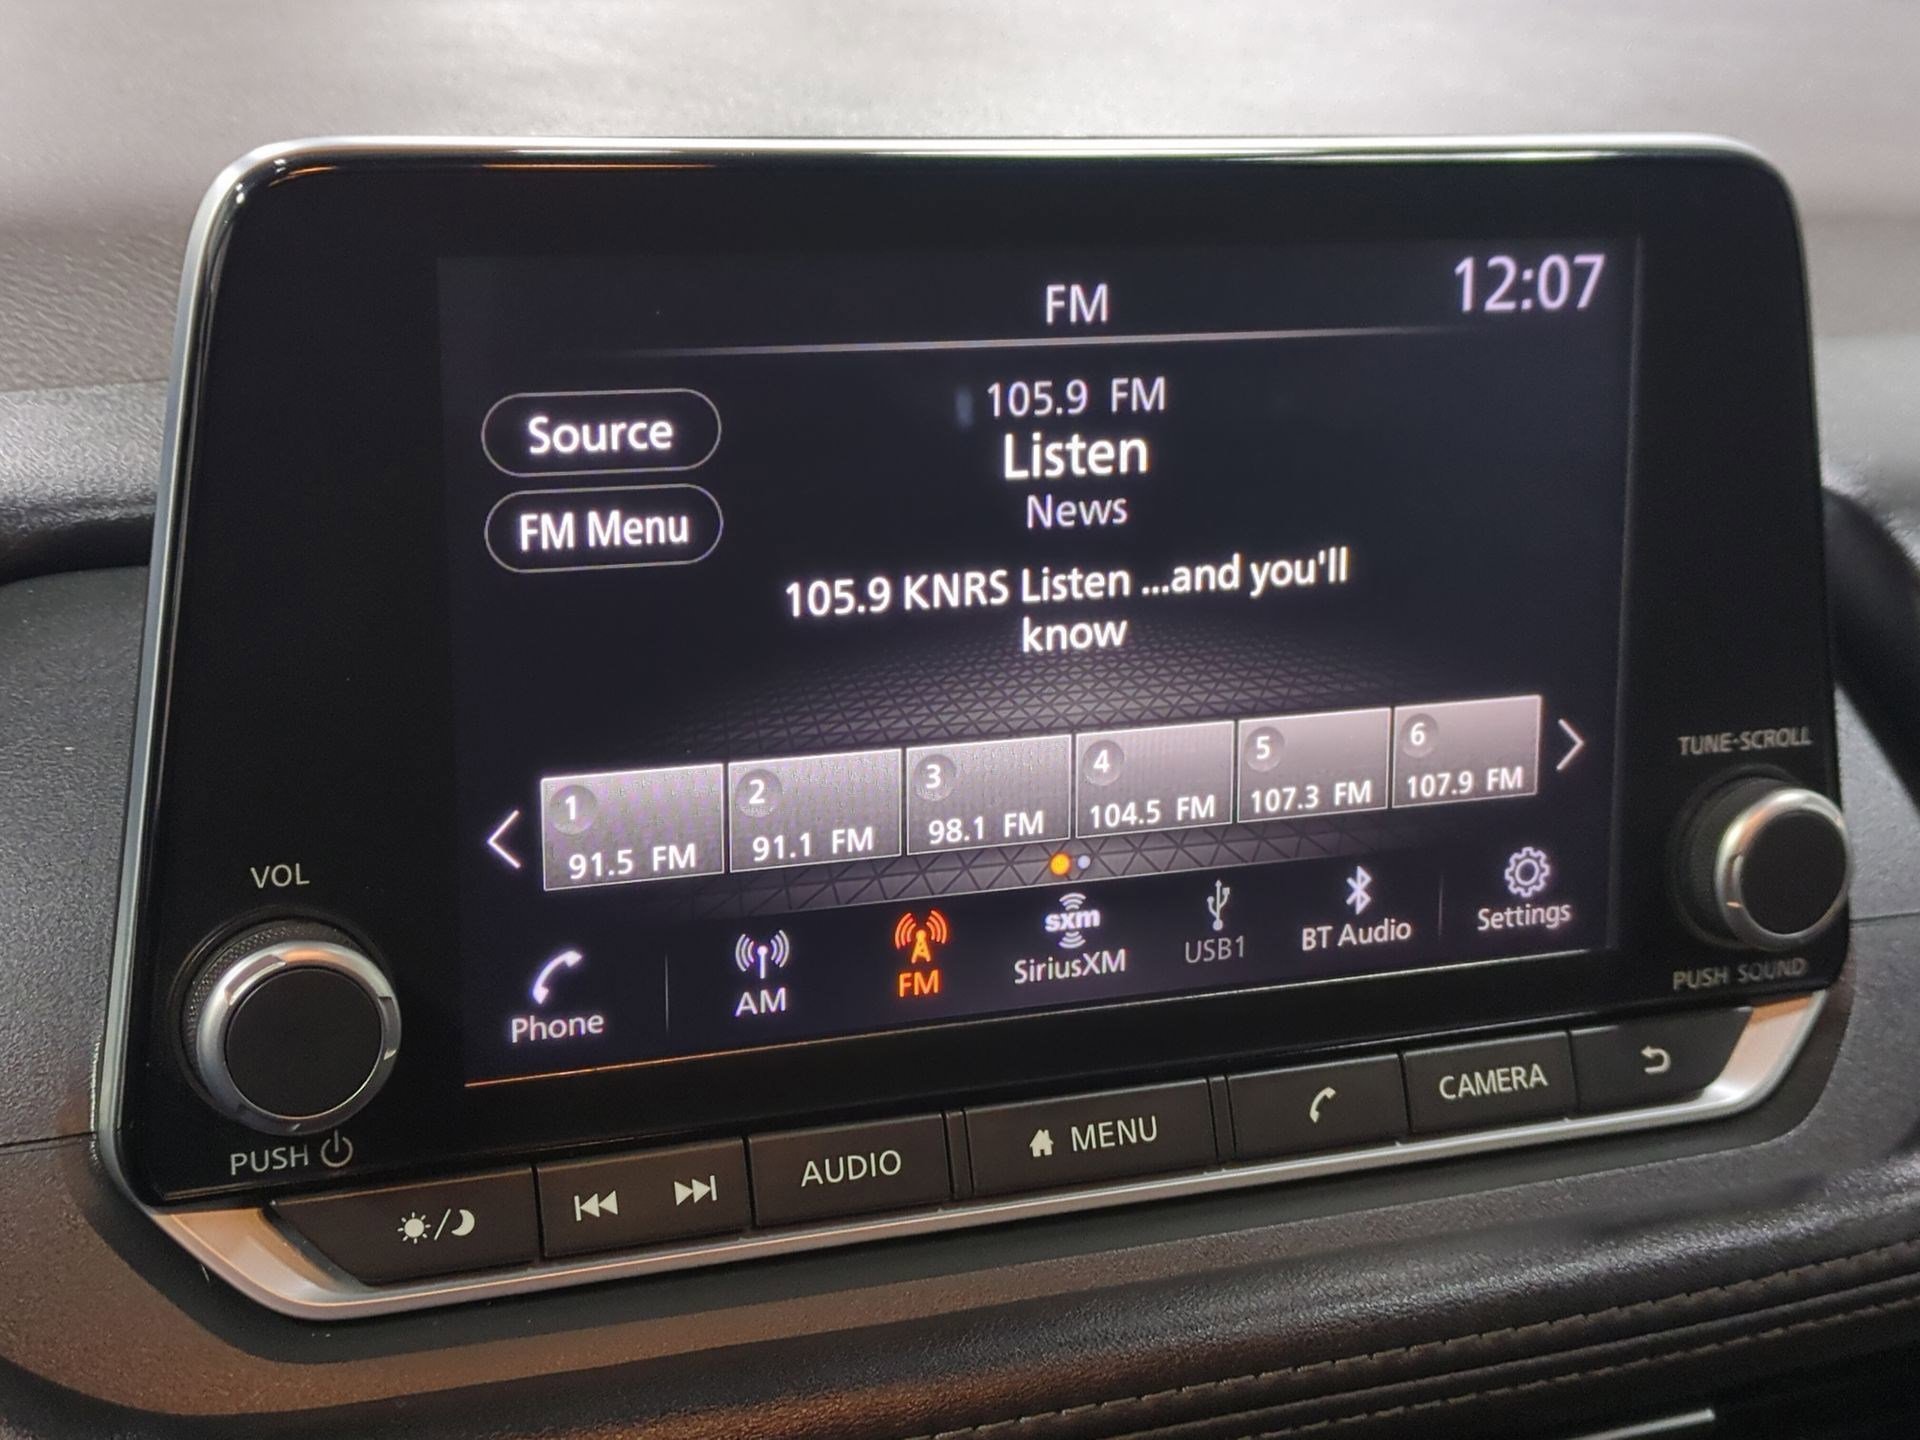 FM
12:07
Source
FM Menu
105.9 FM
Listen
News
105.9 KNRS Listen ...and you'll
know
1
91.5 FM
2
91.1 FM
3
98.1 FM
4
104.5 FM
5
107.3 FM
6
107.9 FM
Phone
AM
FM
sxm
SiriusXM
USB1
BT Audio
Settings
VOL
PUSH
TUNE·SCROLL
PUSH SOUND
AUDIO
MENU
CAMERA